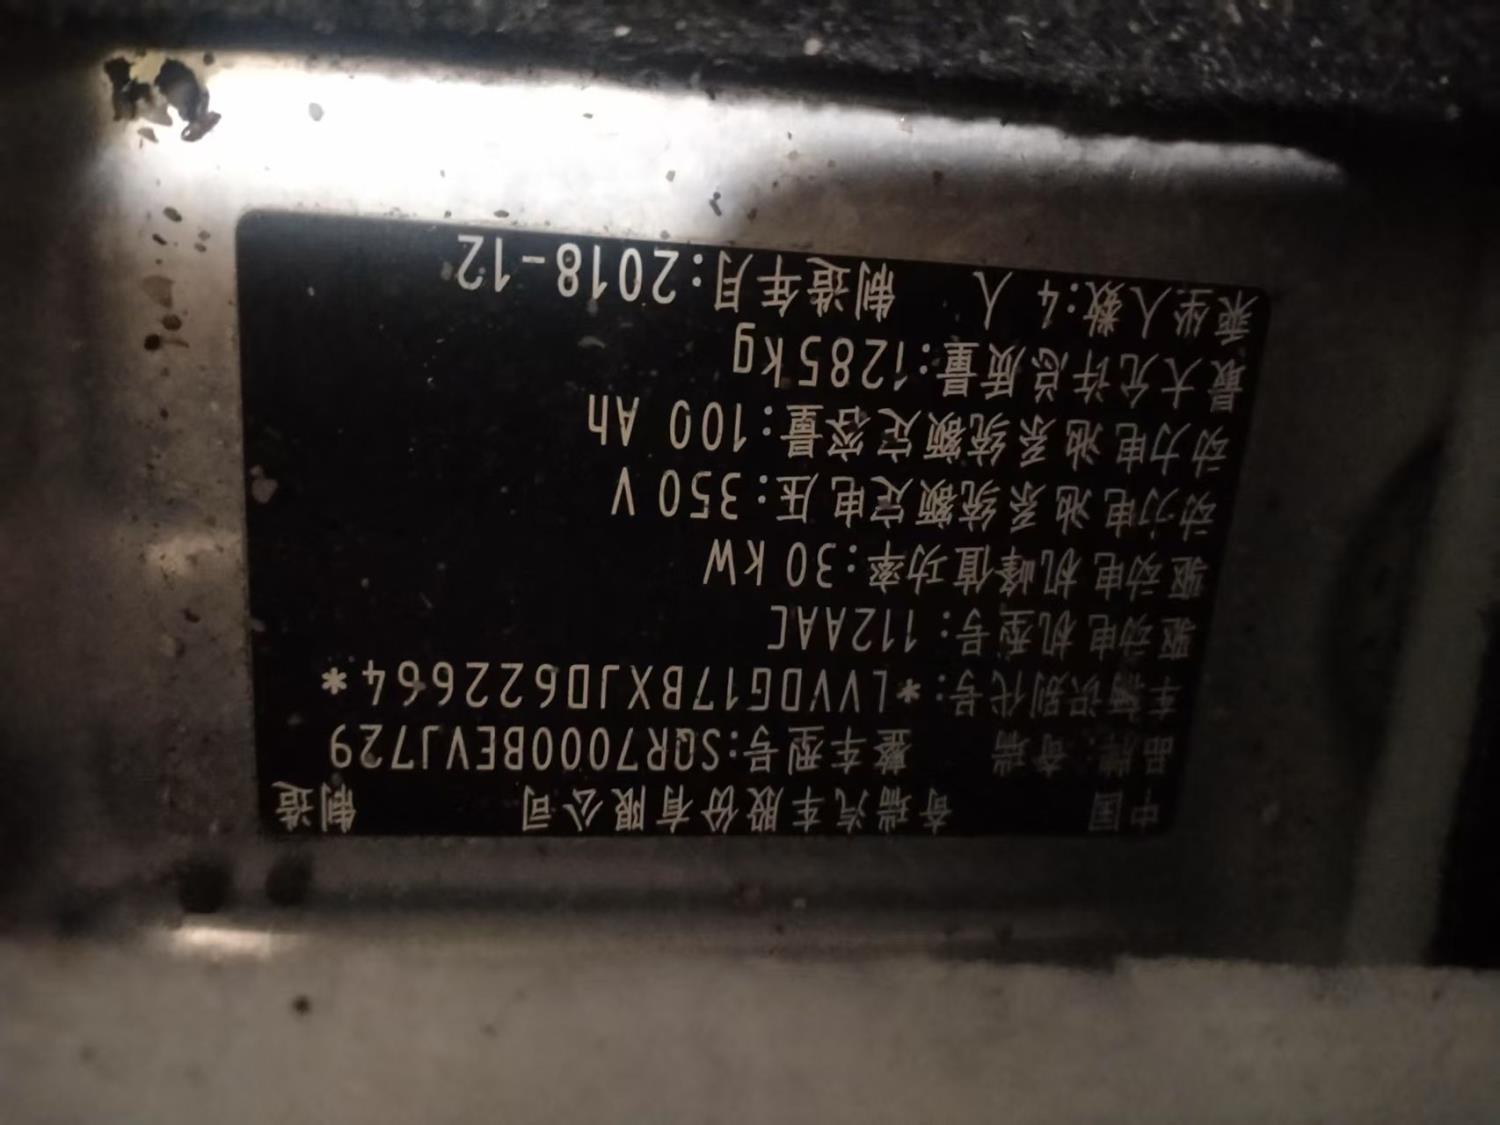 中国 奇瑞汽车股份有限公司 制造
品牌:奇瑞 整车型号:SQR7000BEVJ729
车辆识别代号:*LVVDG17BXJD622664*
驱动电机型号:112AAC
驱动电机峰值功率:30 kW
动力电池系统额定电压:350 V
动力电池系统额定容量:100 Ah
最大允许总质量:1285kg
乘坐人数:4 人 制造年月:2018-12